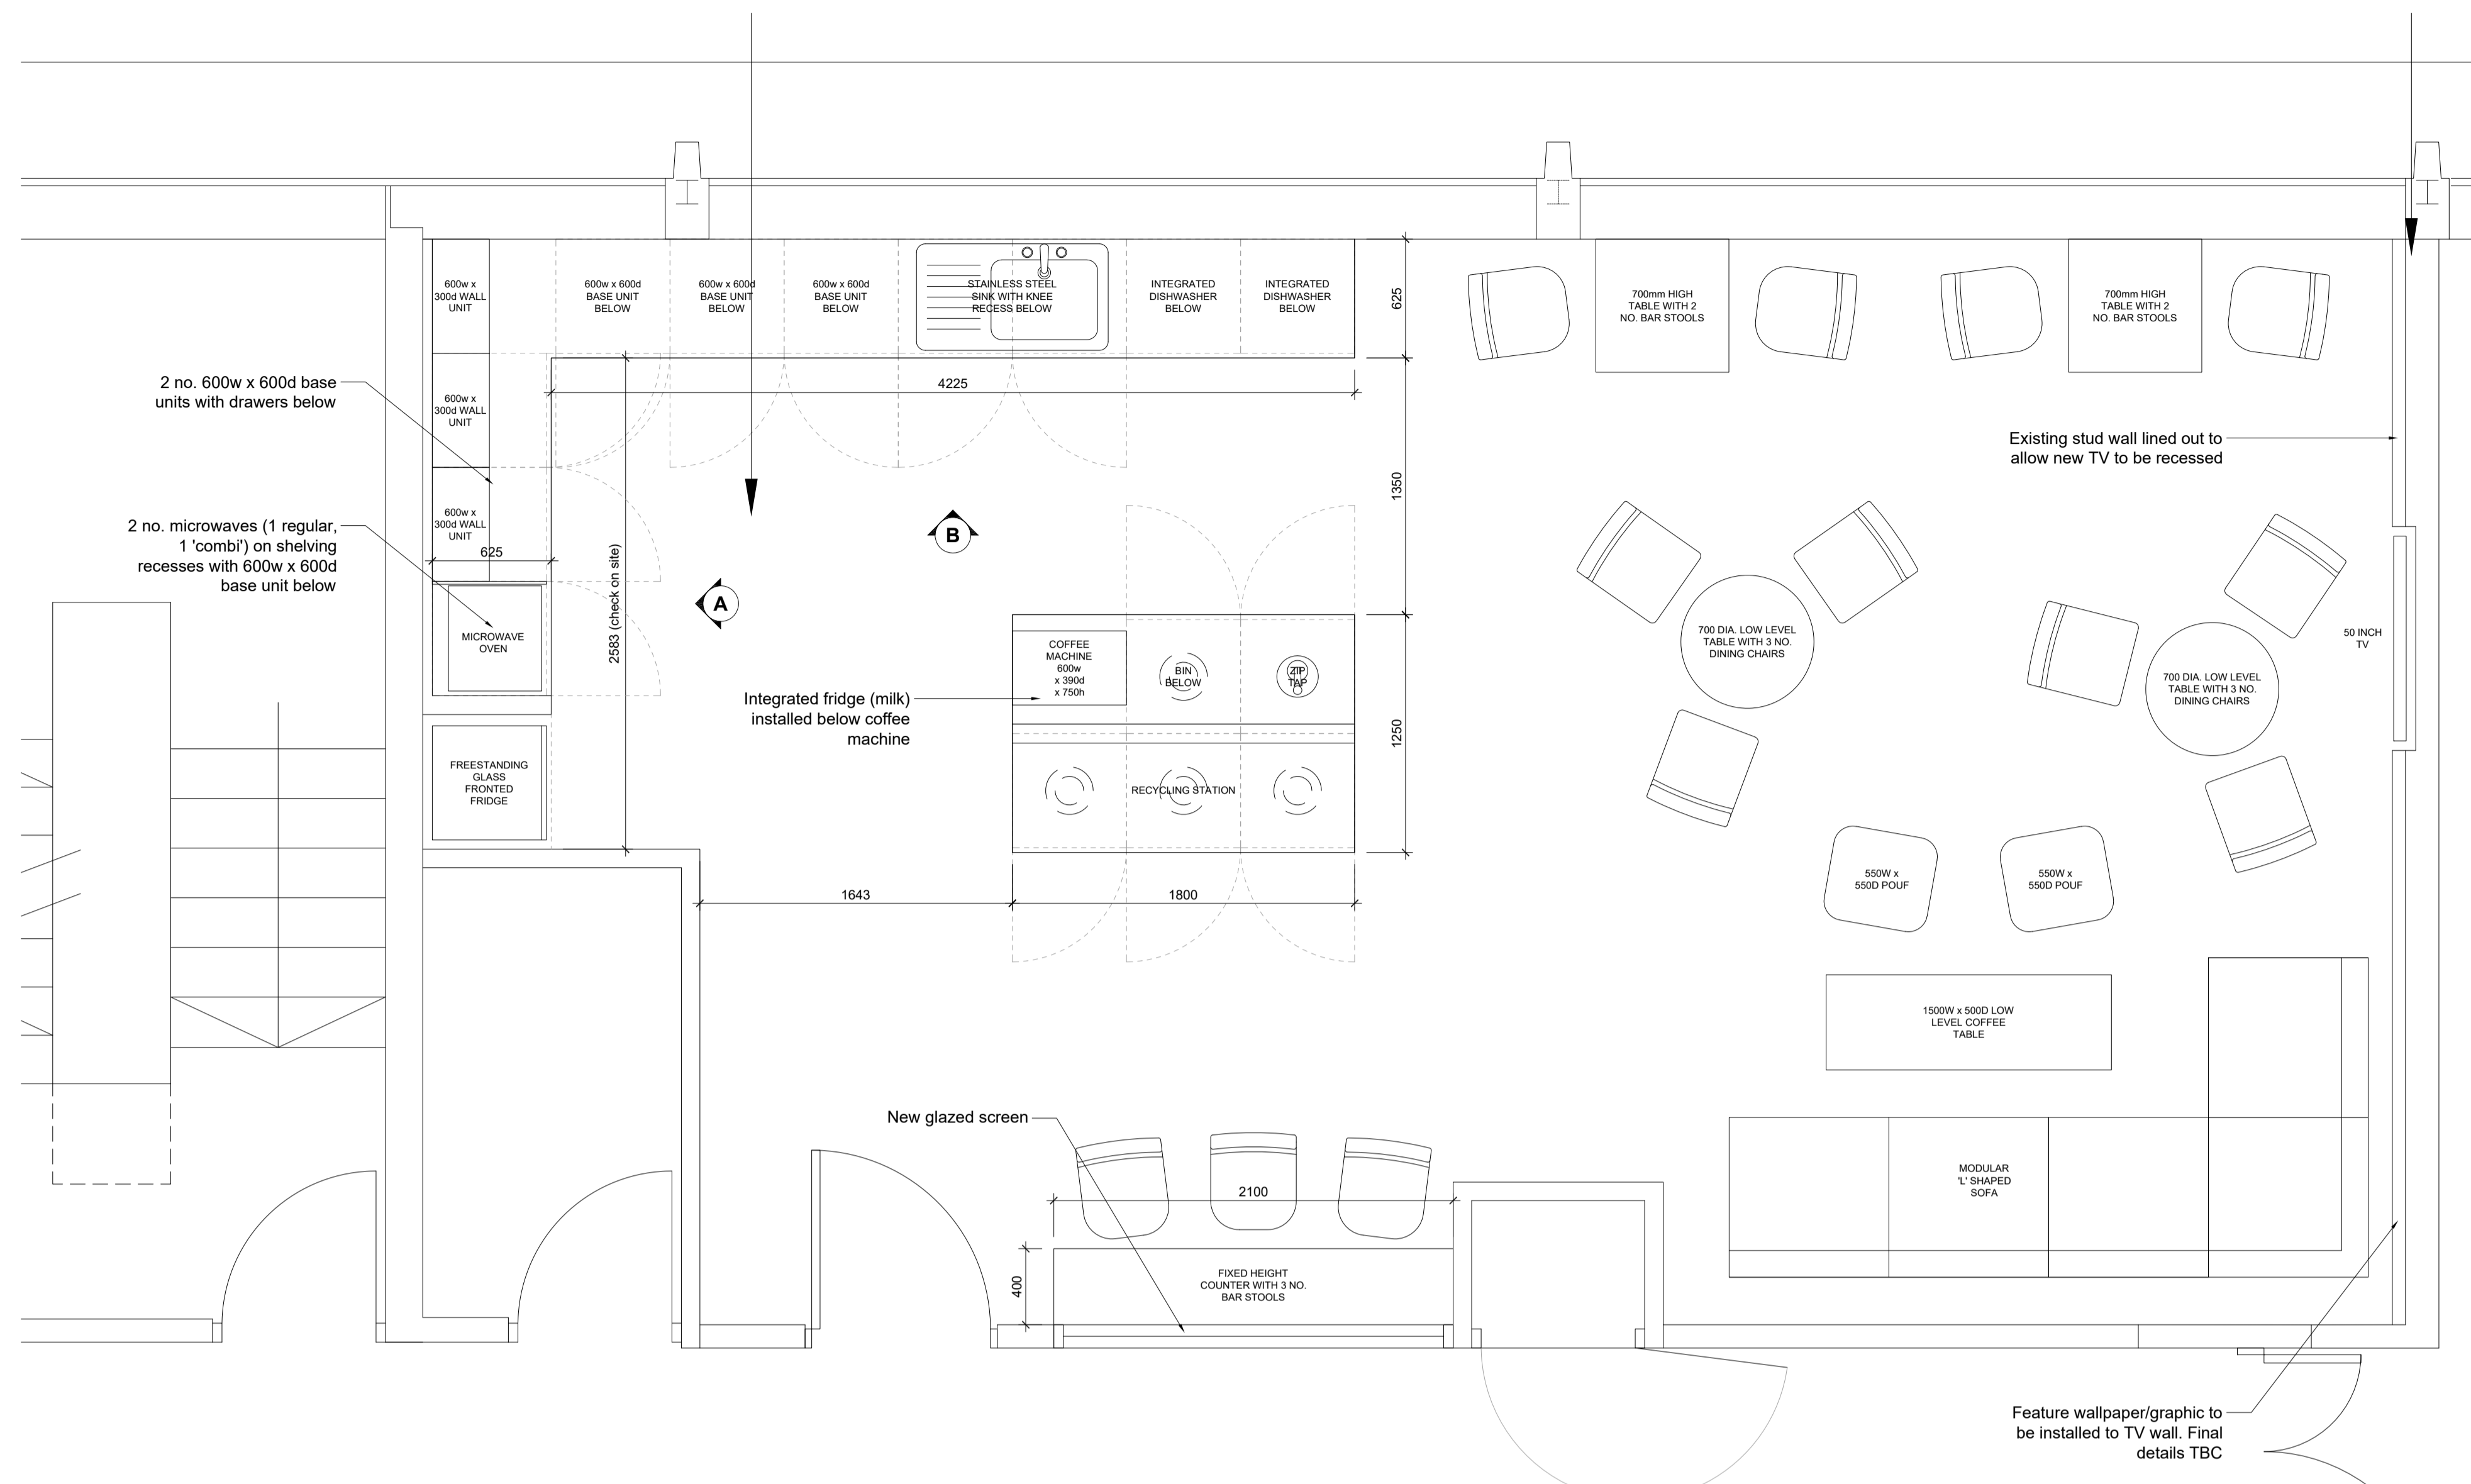 600w x
300d WALL
UNIT
600w x 600d
BASE UNIT
BELOW
600w x 600d
BASE UNIT
BELOW
600w x 600d
BASE UNIT
BELOW
STAINLESS STEEL
SINK WITH KNEE
RECESS BELOW
INTEGRATED
DISHWASHER
BELOW
INTEGRATED
DISHWASHER
BELOW
625
700mm HIGH
TABLE WITH 2
NO. BAR STOOLS
700mm HIGH
TABLE WITH 2
NO. BAR STOOLS
2 no. 600w x 600d base
units with drawers below
600w x
300d WALL
UNIT
4225
Existing stud wall lined out to
allow new TV to be recessed
2 no. microwaves (1 regular,
1 'combi') on shelving
recesses with 600w x 600d
base unit below
600w x
300d WALL
UNIT
625
2583 (check on site)
B
A
1350
MICROWAVE
OVEN
COFFEE
MACHINE
600w
x 390d
x 750h
BIN
BELOW
ZIP
TAP
700 DIA. LOW LEVEL
TABLE WITH 3 NO.
DINING CHAIRS
50 INCH
TV
700 DIA. LOW LEVEL
TABLE WITH 3 NO.
DINING CHAIRS
Integrated fridge (milk)
installed below coffee
machine
1250
FREESTANDING
GLASS
FRONTED
FRIDGE
RECYCLING STATION
1643
1800
550W x
550D POUF
550W x
550D POUF
1500W x 500D LOW
LEVEL COFFEE
TABLE
New glazed screen
2100
MODULAR
'L' SHAPED
SOFA
400
FIXED HEIGHT
COUNTER WITH 3 NO.
BAR STOOLS
Feature wallpaper/graphic to
be installed to TV wall. Final
details TBC